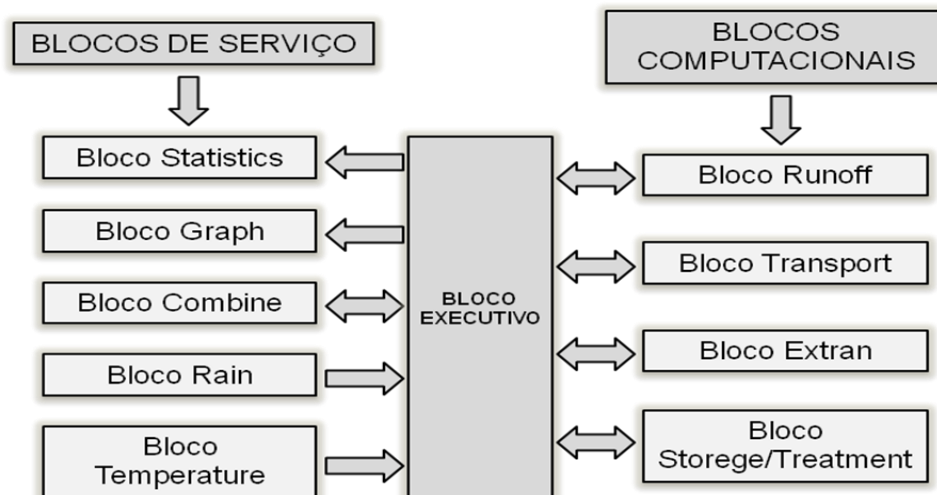 BLOCOS DE SERVIÇO
Bloco Statistics
Bloco Graph
Bloco Combine
Bloco Rain
Bloco
Temperature
BLOCO
EXECUTIVO
BLOCOS
COMPUTACIONAIS
Bloco Runoff
Bloco Transport
Bloco Extran
Bloco
Storege/Treatment